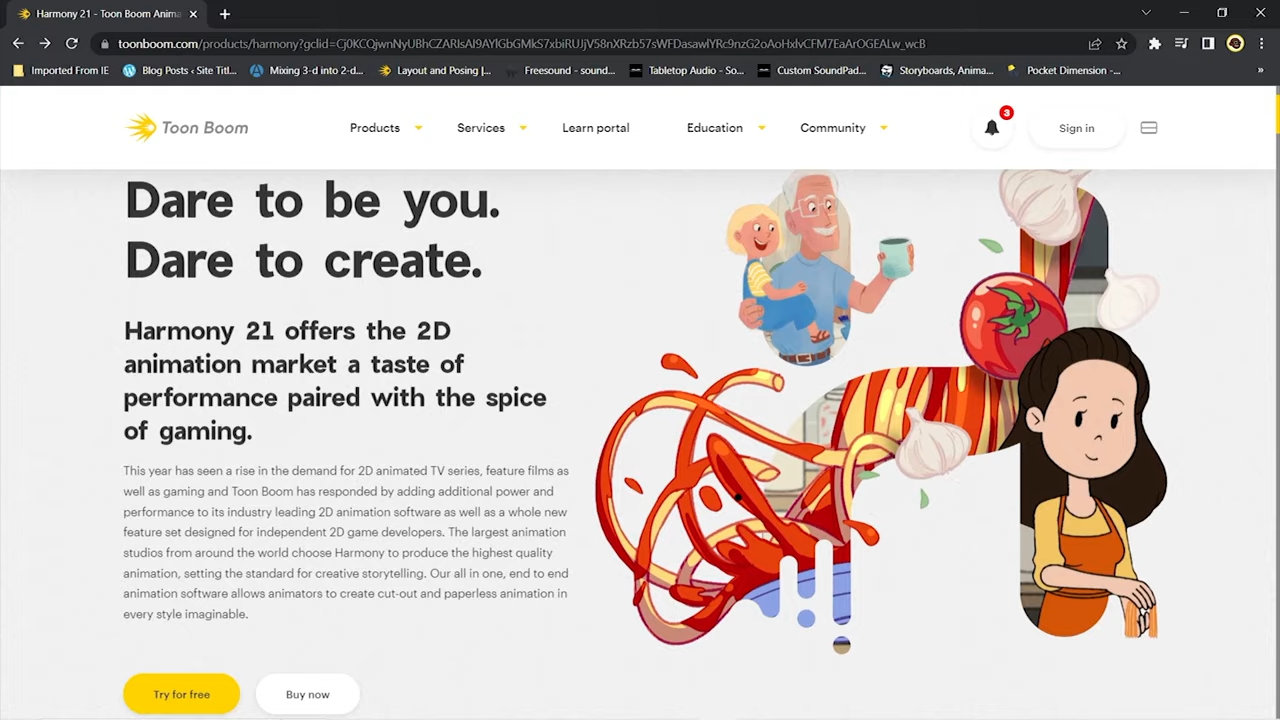 Harmony 21 - Toon Boom Anima
toonboom.com/products/harmony?gclid=Cj0KCQjwnNyUBhCZARIsAI9AYlGbGMkS7xbiRUJjV58nXRzb57sWFDasawlYRc9nzG2oAoHxlvCFM7EaArOGEALw_wcB
Imported From IE
Blog Posts ‹ Site Titl...
Mixing 3-d into 2-d...
Layout and Posing |...
Freesound - soun...
Tabletop Audio - So...
Custom SoundPad...
Storyboards, Anima...
Pocket Dimension -...
»
Toon Boom
Products
Services
Learn portal
Education
Community
3
Sign in
Dare to be you.
Dare to create.
Harmony 21 offers the 2D
animation market a taste of
performance paired with the spice
of gaming.
This year has seen a rise in the demand for 2D animated TV series, feature films as
well as gaming and Toon Boom has responded by adding additional power and
performance to its industry leading 2D animation software as well as a whole new
feature set designed for independent 2D game developers. The largest animation
studios from around the world choose Harmony to produce the highest quality
animation, setting the standard for creative storytelling. Our all in one, end to end
animation software allows animators to create cut-out and paperless animation in
every style imaginable.
Try for free
Buy now